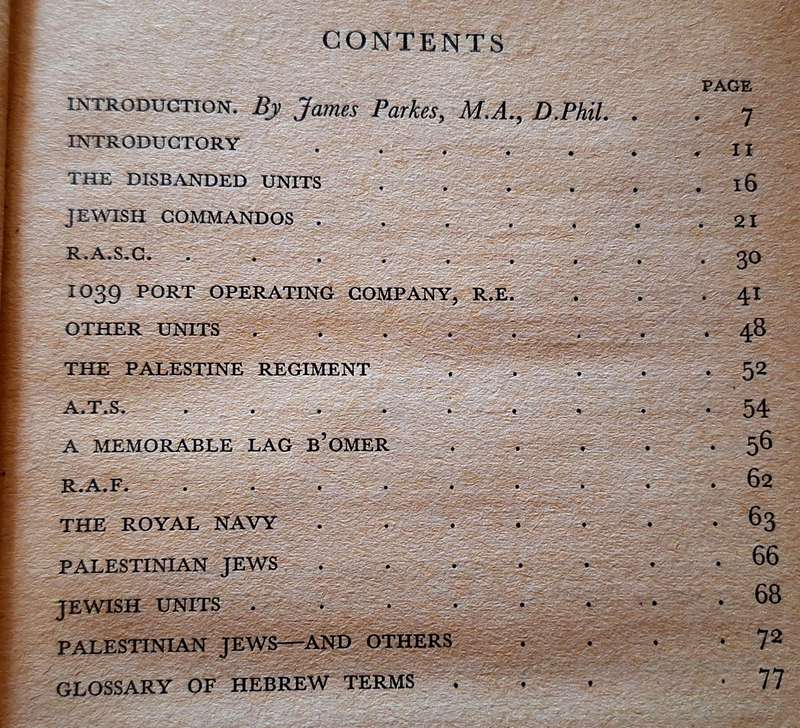 CONTENTS
PAGE
INTRODUCTION. By James Parkes, M.A., D.Phil. . . 7
INTRODUCTORY . . . . . . . 11
THE DISBANDED UNITS . . . . . . 16
JEWISH COMMANDOS . . . . . . . 21
R.A.S.C. . . . . . . . . . 30
1039 PORT OPERATING COMPANY, R.E. . . . 41
OTHER UNITS . . . . . . . . 48
THE PALESTINE REGIMENT . . . . . 52
A.T.S. . . . . . . . . . 54
A MEMORABLE LAG B'OMER . . . . . 56
R.A.F. . . . . . . . . . 62
THE ROYAL NAVY . . . . . . . 63
PALESTINIAN JEWS . . . . . . . 66
JEWISH UNITS . . . . . . . . 68
PALESTINIAN JEWS—AND OTHERS . . . . 72
GLOSSARY OF HEBREW TERMS . . . . 77